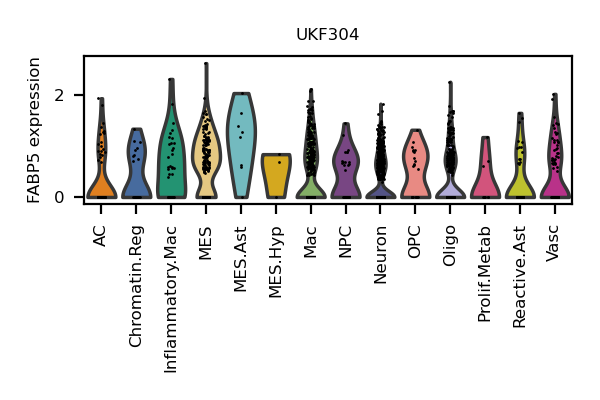 UKF304
FABP5 expression
2
0
AC
Chromatin.Reg
Inflammatory.Mac
MES
MES.Ast
MES.Hyp
Mac
NPC
Neuron
OPC
Oligo
Prolif.Metab
Reactive.Ast
Vasc